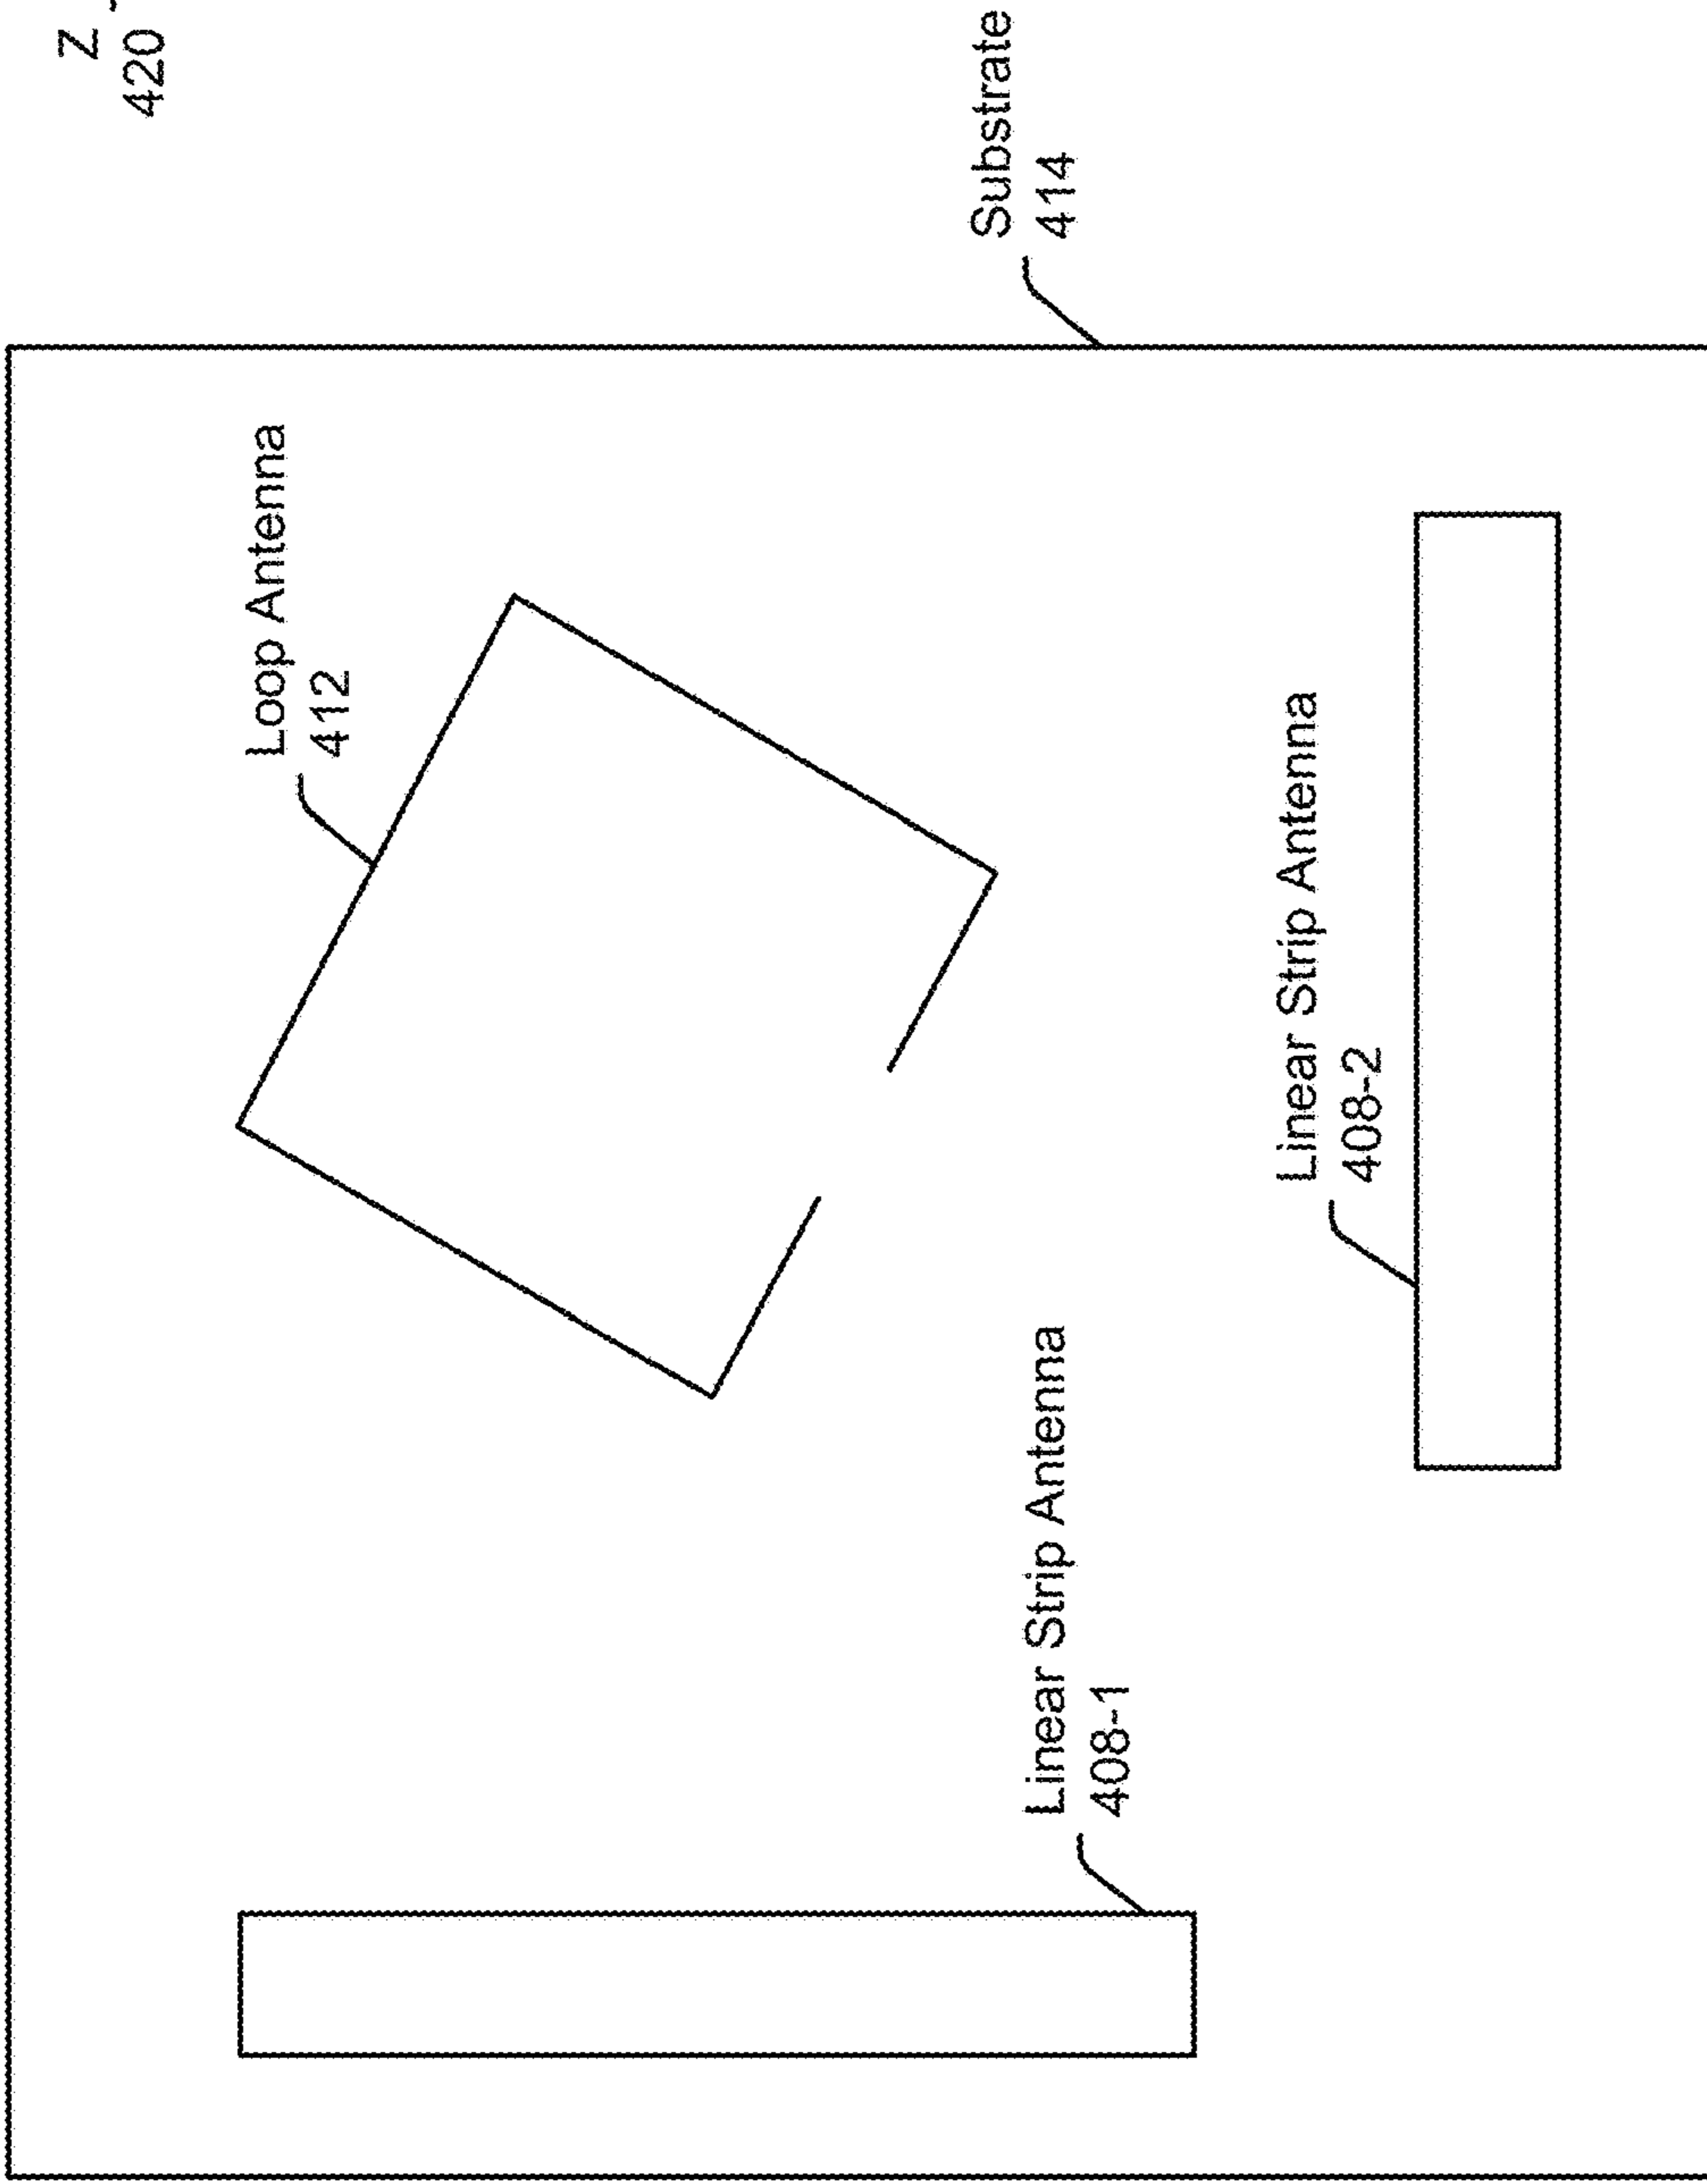 Z
420
Loop Antenna
412
Substrate
414
Linear Strip Antenna
408-1
Linear Strip Antenna
408-2